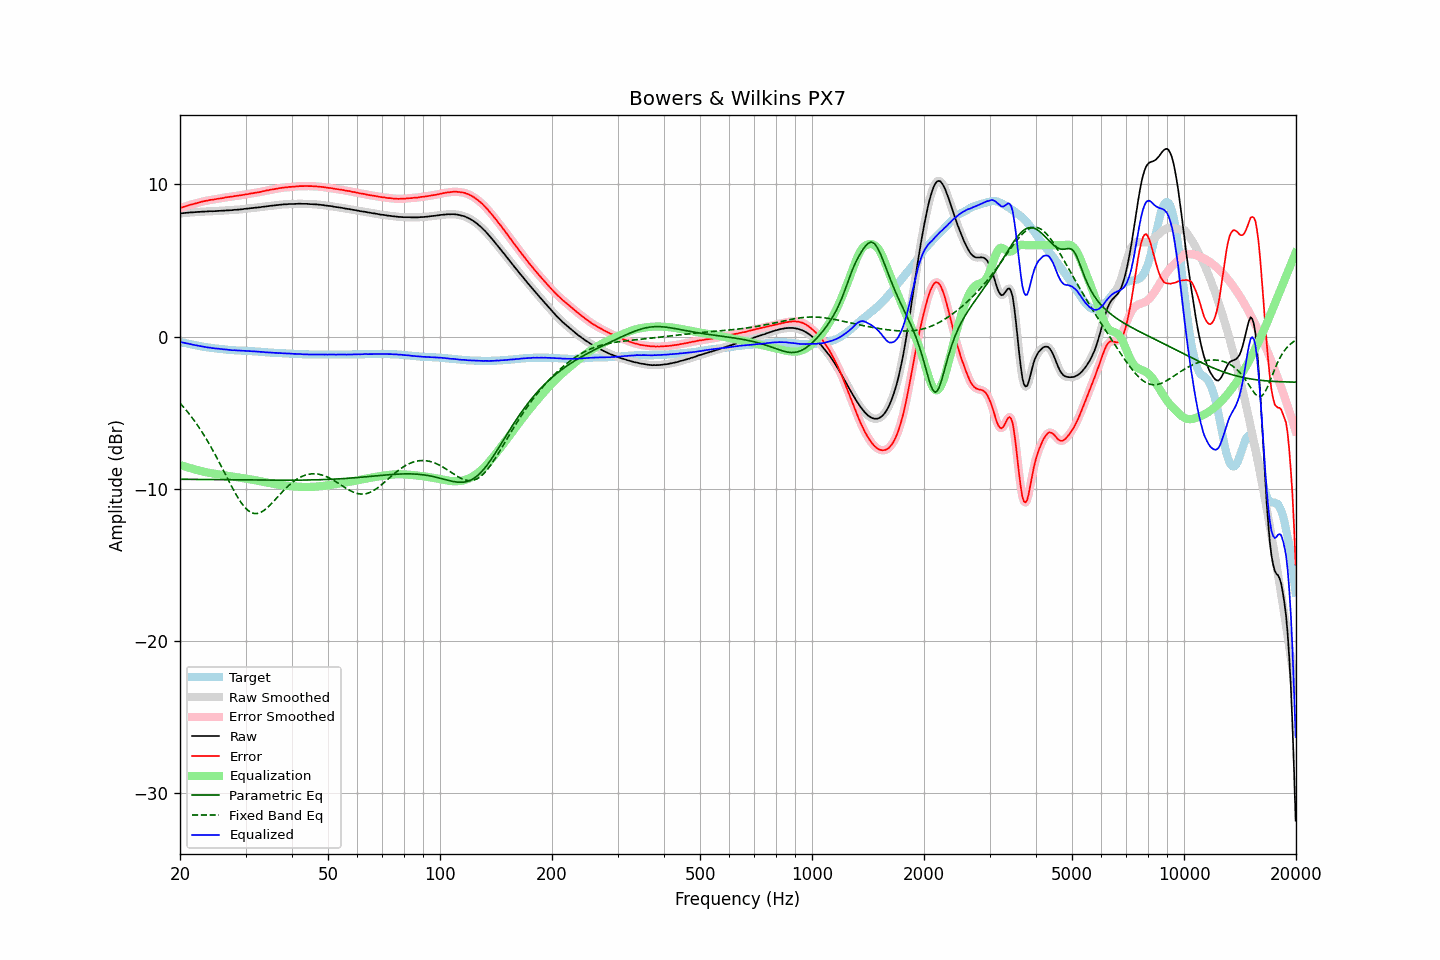 Bowers & Wilkins PX7
10
0
−10
−20
−30
Amplitude (dBr)
Target
Raw Smoothed
Error Smoothed
Raw
Error
Equalization
Parametric Eq
Fixed Band Eq
Equalized
20 50 100 200 500 1000 2000 5000 10000 20000
Frequency (Hz)